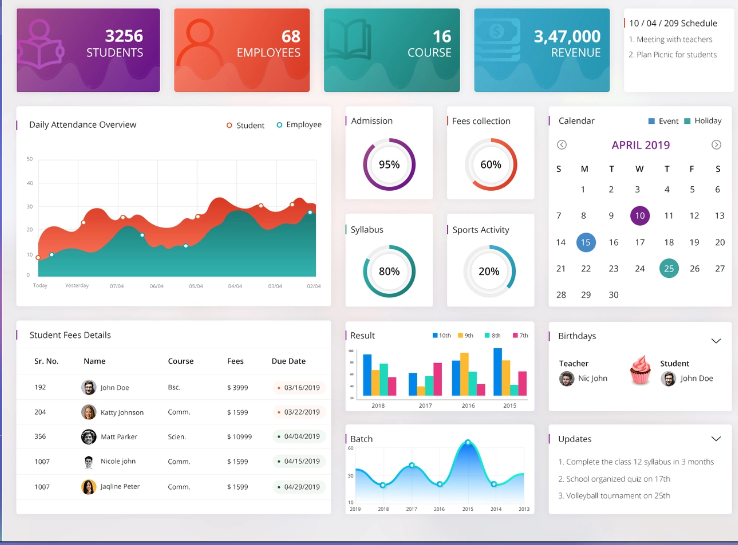 3256
STUDENTS
68
EMPLOYEES
16
COURSE
3,47,000
REVENUE
10 / 04 / 209 Schedule
1. Meeting with teachers
2: Plan Picnic for students
Daily Attendance Overview
Student Employee
50
40
30
20
10
0
Today Yesterday 07/04 06/04 05/04 04/04 03/04 02/04
Admission
95%
Fees collection
60%
Syllabus
80%
Sports Activity
20%
Calendar Event Holiday
APRIL 2019
S M T W T F S
1 2 3 4 5 6
7 8 9 10 11 12 13
14 15 16 17 18 19 20
21 22 23 24 25 26 27
28 29 30
Student Fees Details
Sr. No. Name Course Fees Due Date
192 John Doe Bsc. $ 3999 03/16/2019
204 Katty Johnson Comm. $ 1599 03/22/2019
356 Matt Parker Scien. $ 10999 04/04/2019
1007 Nicole john Comm. $ 1599 04/15/2019
1007 Jaqline Peter Comm. $ 1599 04/29/2019
Result 10th 9th 8th 7th
100
2018 2017 2016 2015
Batch
60
30
10
2019 2018 2017 2016 2015 2014 2013
Birthdays
Teacher
Nic John
Student
John Doe
Updates
1. Complete the class 12 syllabus in 3 months
2. School organized quiz on 17th
3. Volleyball tournament on 25th